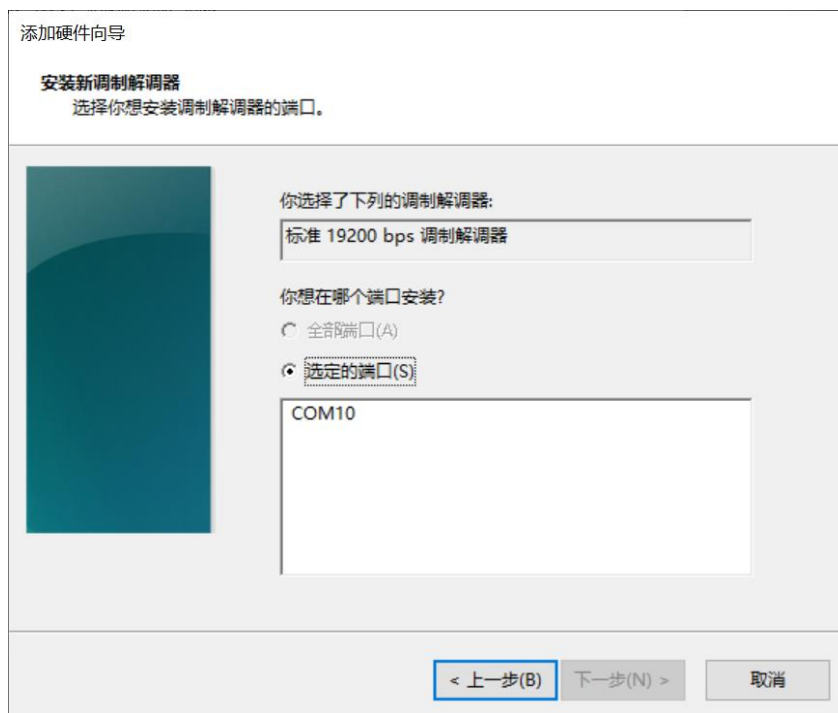 添加硬件向导
安装新调制解调器
选择你想安装调制解调器的端口。
你选择了下列的调制解调器:
标准 19200 bps 调制解调器
你想在哪个端口安装?
全部端口(A)
选定的端口(S)
COM10
< 上一步(B)
下一步(N) >
取消